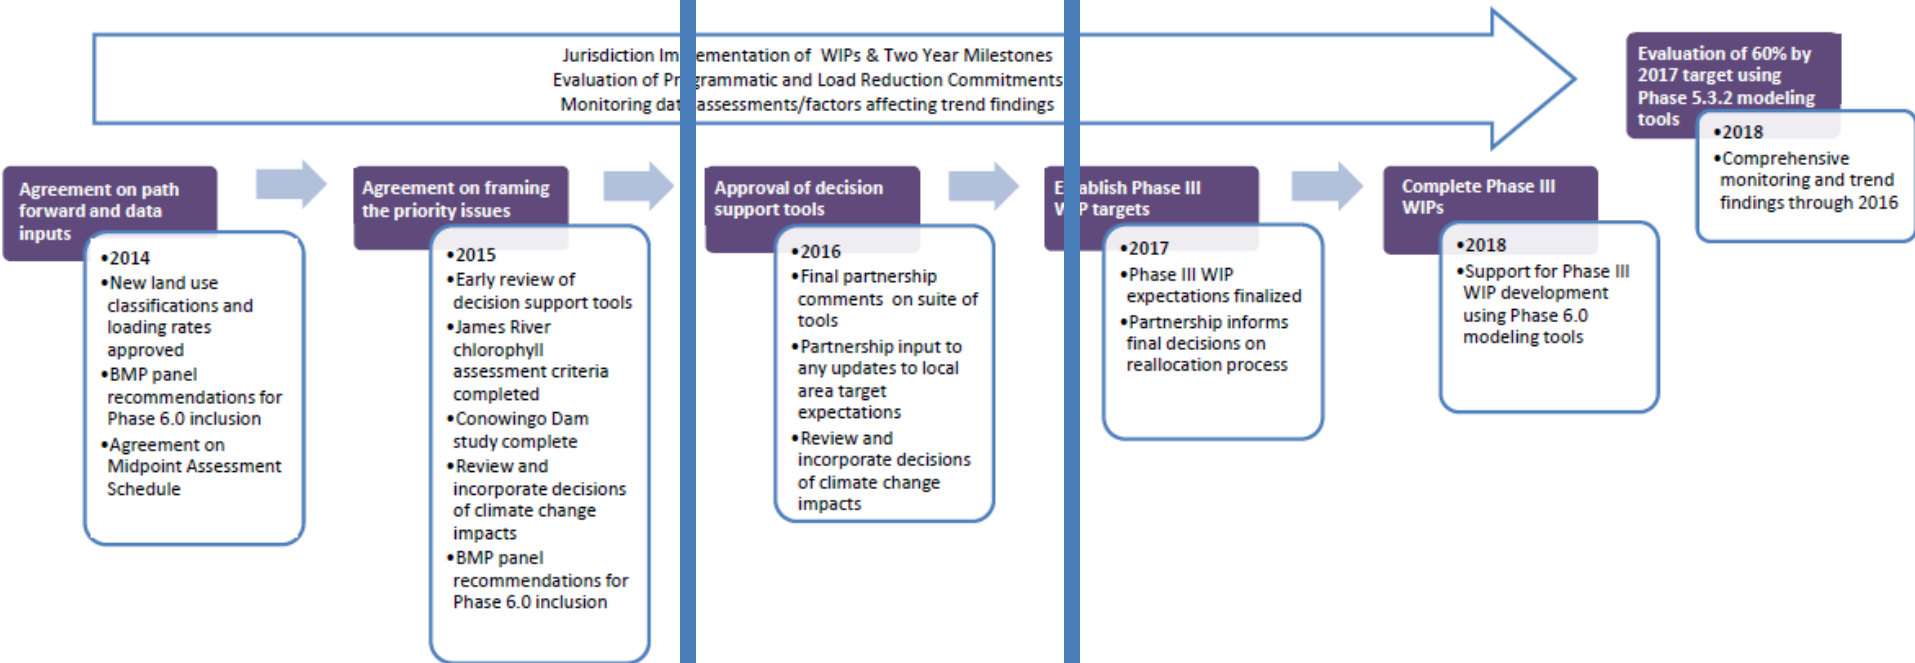 Jurisdiction Im ementation of WIPs & Two Year Milestones
Evaluation of Pr grammatic and Load Reduction Commitments
Monitoring dat assessments/factors affecting trend findings
Agreement on path
forward and data
inputs
•2014
•New land use
classifications and
loading rates
approved
•BMP panel
recommendations for
Phase 6.0 inclusion
•Agreement on
Midpoint Assessment
Schedule
Agreement on framing
the priority issues
•2015
•Early review of
decision support tools
•James River
chlorophyll
assessment criteria
completed
•Conowingo Dam
study complete
•Review and
incorporate decisions
of climate change
impacts
•BMP panel
recommendations for
Phase 6.0 inclusion
Approval of decision
support tools
•2016
•Final partnership
comments on suite of
tools
•Partnership input to
any updates to local
area target
expectations
•Review and
incorporate decisions
of climate change
impacts
E ablish Phase III
W P targets
•2017
•Phase III WIP
expectations finalized
•Partnership informs
final decisions on
reallocation process
Complete Phase III
WIPs
•2018
•Support for Phase III
WIP development
using Phase 6.0
modeling tools
Evaluation of 60% by
2017 target using
Phase 5.3.2 modeling
tools
•2018
•Comprehensive
monitoring and trend
findings through 2016